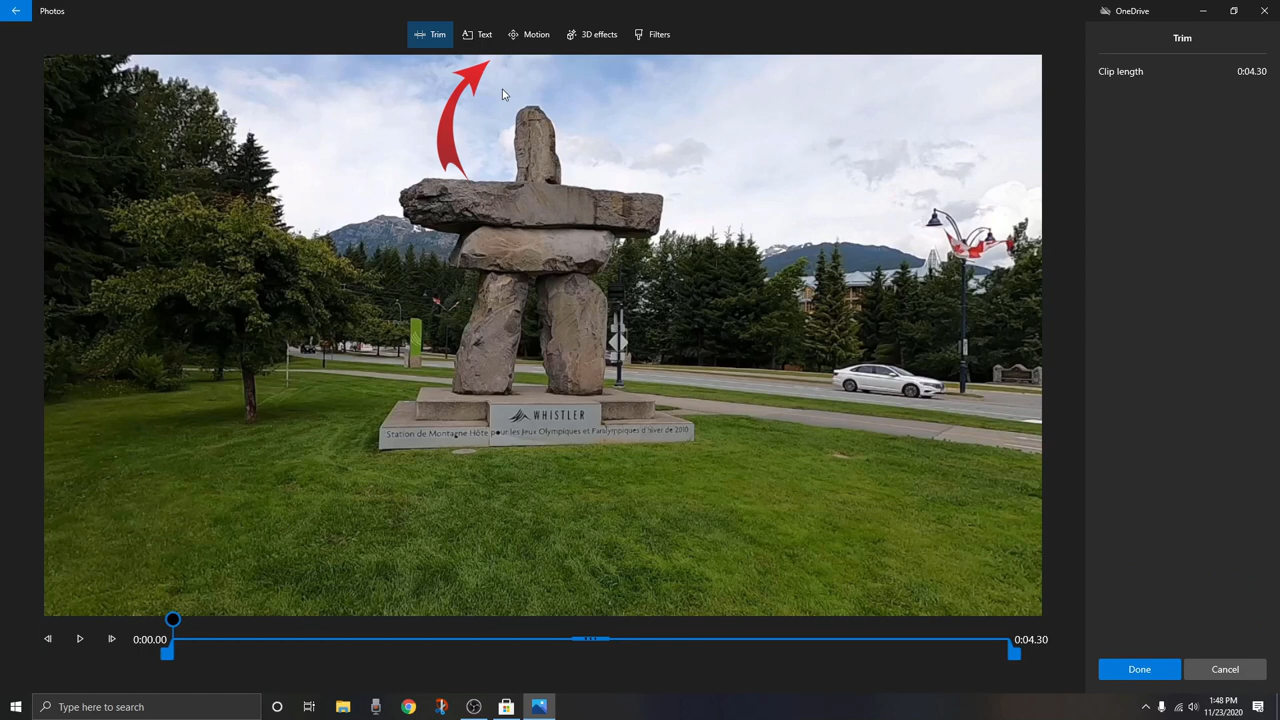 Photos
OneDrive
Trim
Text
Motion
3D effects
Filters
Trim
Clip length
0:04.30
WHISTLER
Station de Montagne Hôte pour les Jeux Olympiques et Paralympiques d'hiver de 2010
0:00.00
0:04.30
Done
Cancel
Type here to search
1:48 PM
11/23/2020